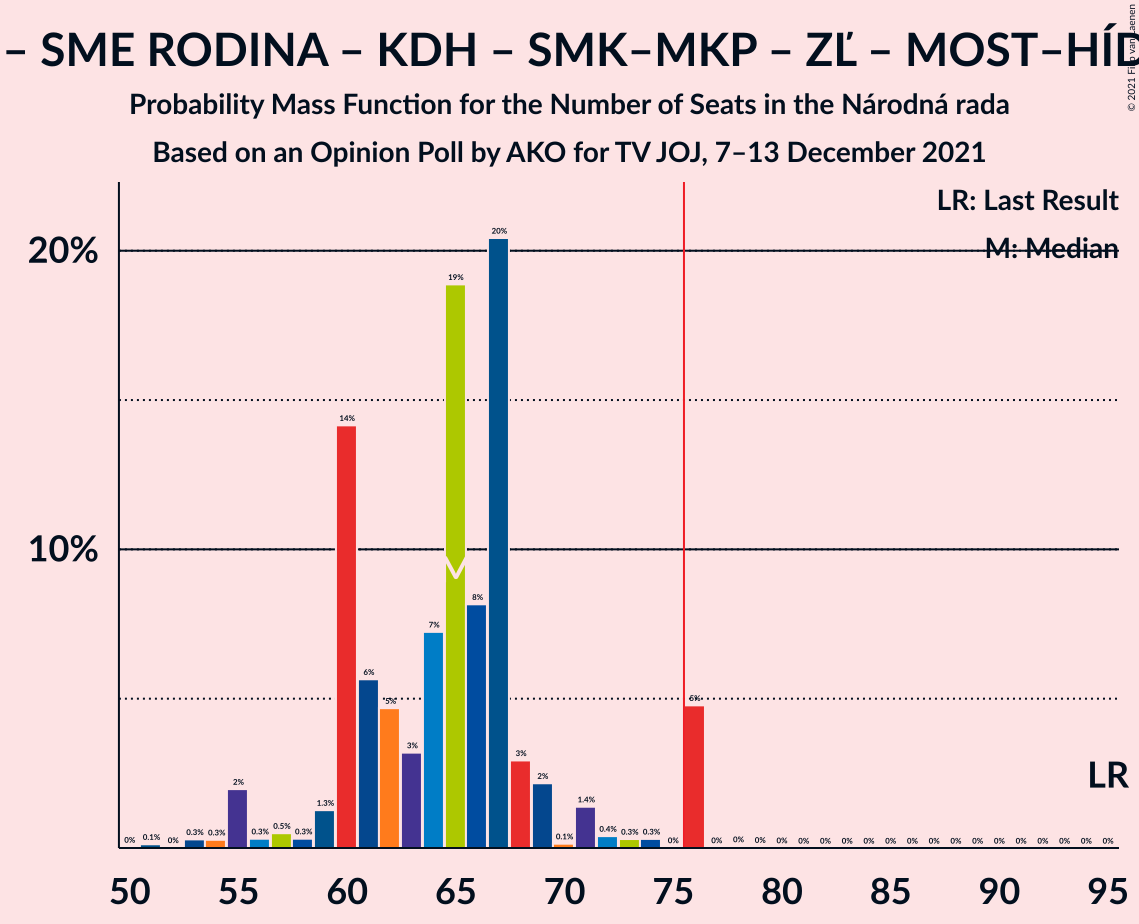 – SME RODINA – KDH – SMK–MKP – ZĽ – MOST–HÍD
Probability Mass Function for the Number of Seats in the Národná rada
Based on an Opinion Poll by AKO for TV JOJ, 7–13 December 2021
© 2021 Filip van Laenen
LR: Last Result
M: Median
20%
10%
0% 0.1% 0% 0.3% 0.3% 2% 0.3% 0.5% 0.3% 1.3% 14% 6% 5% 3% 7% 19% 8% 20% 3% 2% 0.1% 1.4% 0.4% 0.3% 0.3% 0% 5% 0% 0% 0% 0% 0% 0% 0% 0% 0% 0% 0% 0% 0% 0% 0% 0% 0% 0% 0%
LR
50 55 60 65 70 75 80 85 90 95